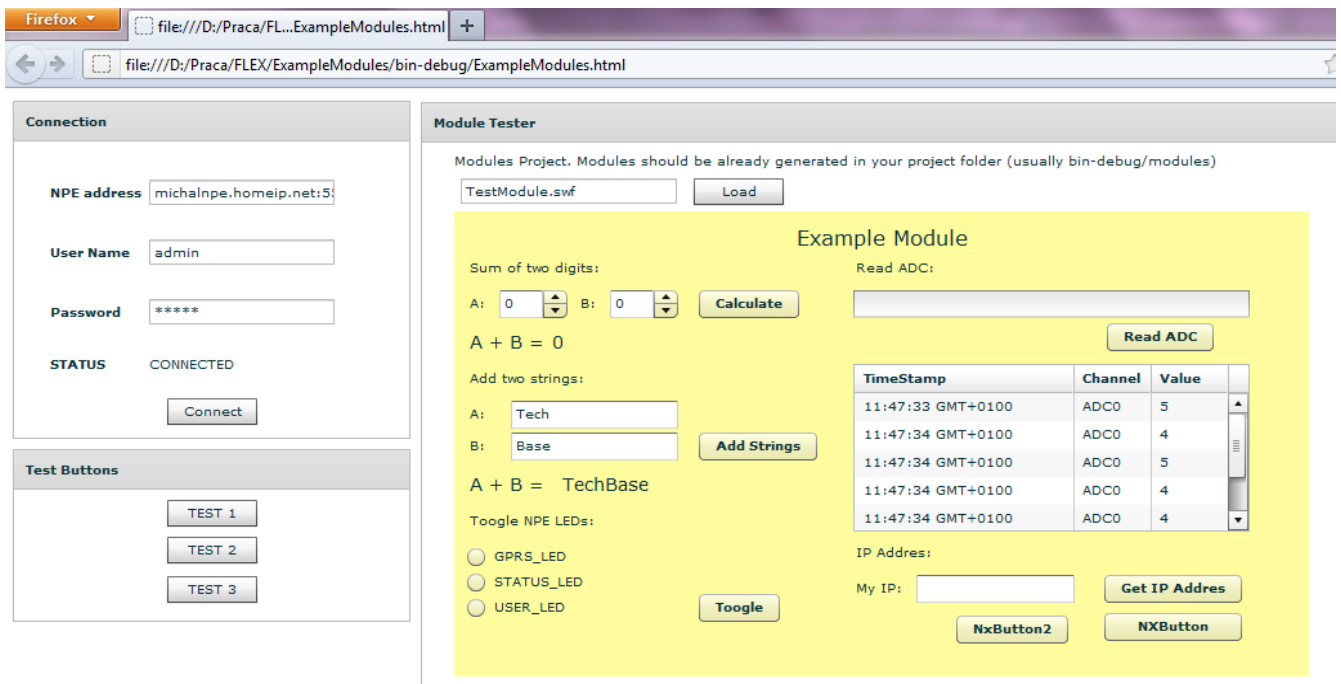 Firefox
file:///D:/Praca/FL...ExampleModules.html +
file:///D:/Praca/FLEX/ExampleModules/bin-debug/ExampleModules.html
Connection
NPE address michalnpe.homeip.net:5
User Name admin
Password *****
STATUS CONNECTED
Connect
Test Buttons
TEST 1
TEST 2
TEST 3
Module Tester
Modules Project. Modules should be already generated in your project folder (usually bin-debug/modules)
TestModule.swf Load
Example Module
Sum of two digits:
A: 0 B: 0 Calculate
A + B = 0
Add two strings:
A: Tech
B: Base Add Strings
A + B = TechBase
Toogle NPE LEDs:
GPRS_LED
STATUS_LED
USER_LED Toogle
Read ADC:
Read ADC
TimeStamp Channel Value
11:47:33 GMT+0100 ADC0 5
11:47:34 GMT+0100 ADC0 4
11:47:34 GMT+0100 ADC0 5
11:47:34 GMT+0100 ADC0 4
11:47:34 GMT+0100 ADC0 4
IP Addres:
My IP: Get IP Addres
NxButton2 NXButton